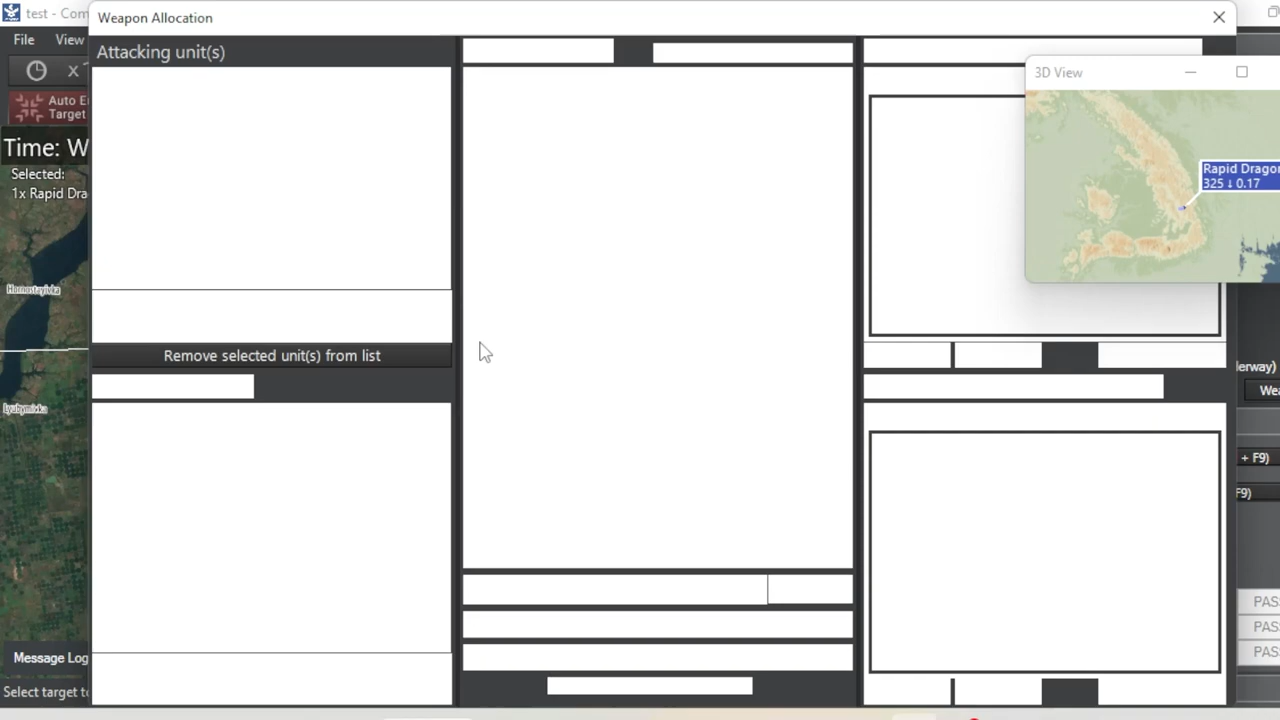 test - Com
Weapon Allocation
File View
Attacking unit(s)
3D View
x
Auto E
Target
Time: W
Selected:
1x Rapid Dra
Rapid Dragon
325 ↓ 0.17
Hornostayivka
Remove selected unit(s) from list
lerway)
Wea
Lyubymivka
+ F9)
F9)
PAS
PAS
PAS
Message Log
Select target to